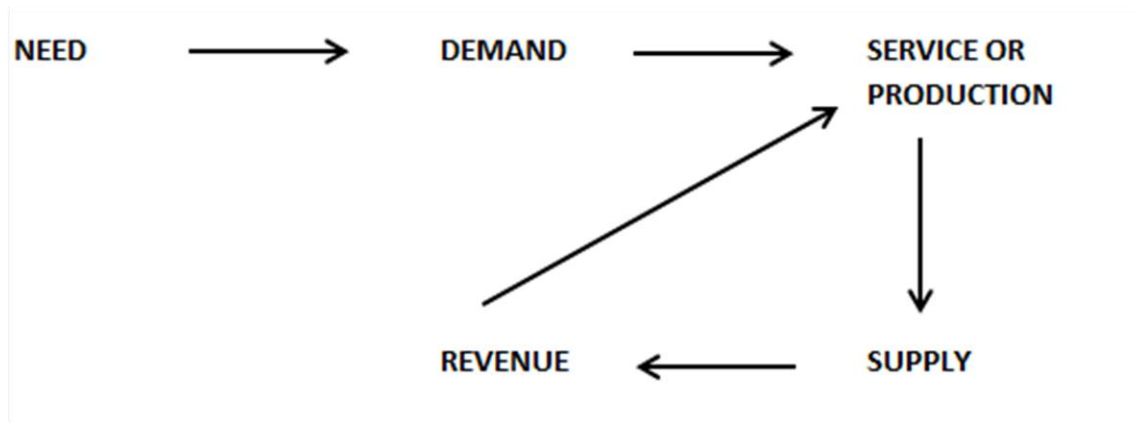 NEED
DEMAND
SERVICE OR
PRODUCTION
REVENUE
SUPPLY